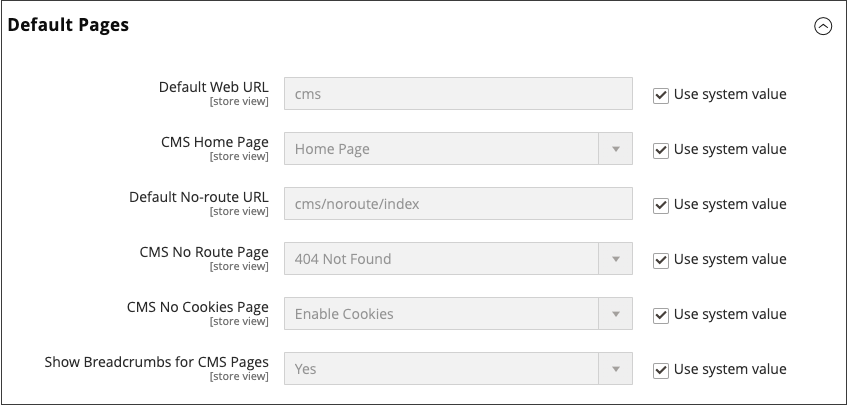 Default Pages
Default Web URL
[store view]
cms
Use system value
CMS Home Page
[store view]
Home Page
Use system value
Default No-route URL
[store view]
cms/noroute/index
Use system value
CMS No Route Page
[store view]
404 Not Found
Use system value
CMS No Cookies Page
[store view]
Enable Cookies
Use system value
Show Breadcrumbs for CMS Pages
[store view]
Yes
Use system value